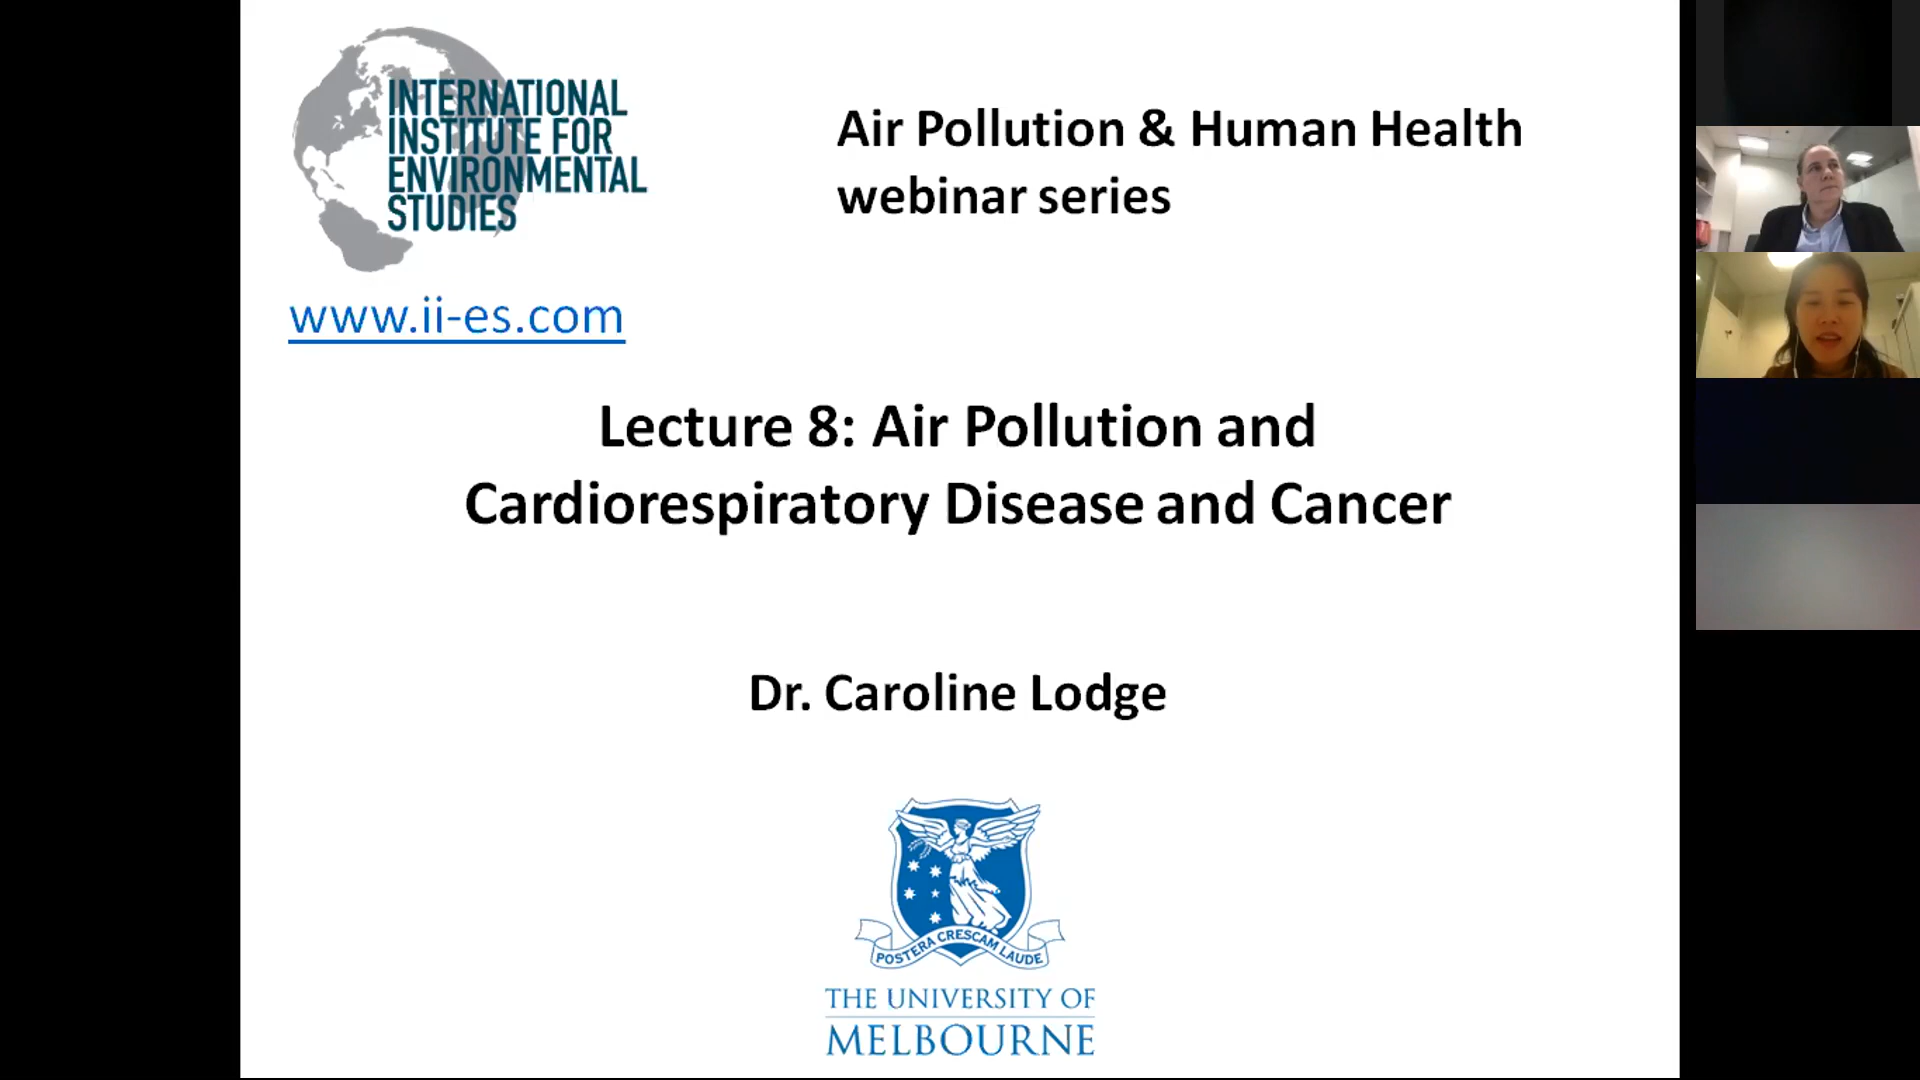 INTERNATIONAL
INSTITUTE FOR
ENVIRONMENTAL
STUDIES
www.ii-es.com
Air Pollution & Human Health
webinar series
Lecture 8: Air Pollution and
Cardiorespiratory Disease and Cancer
Dr. Caroline Lodge
POSTERA CRESCAM LAUDE
THE UNIVERSITY OF
MELBOURNE